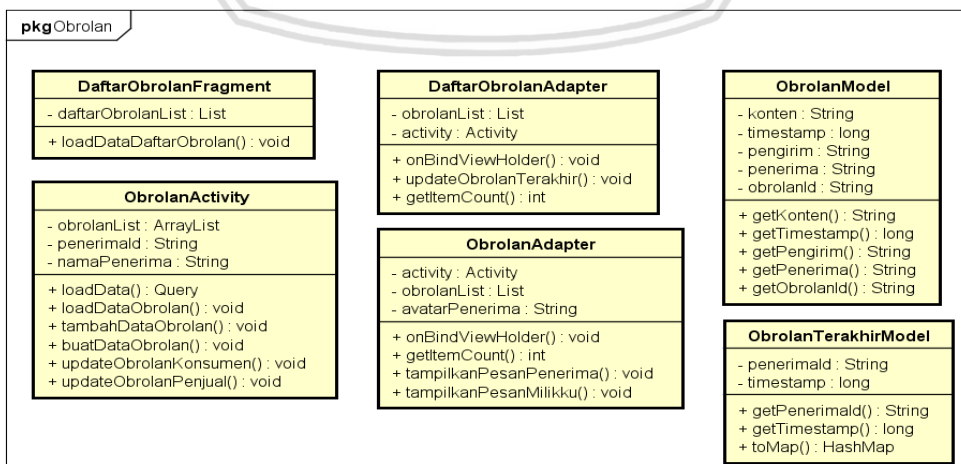 pkg Obrolan
DaftarObrolanFragment
- daftarObrolanList : List
+ loadDataDaftarObrolan() : void
ObrolanActivity
- obrolanList : ArrayList
- penerimaId : String
- namaPenerima : String
+ loadData() : Query
+ loadDataObrolan() : void
+ tambahDataObrolan() : void
+ buatDataObrolan() : void
+ updateObrolanKonsumen() : void
+ updateObrolanPenjual() : void
DaftarObrolanAdapter
- obrolanList : List
- activity : Activity
+ onBindViewHolder() : void
+ updateObrolanTerakhir() : void
+ getItemCount() : int
ObrolanAdapter
- activity : Activity
- obrolanList : List
- avatarPenerima : String
+ onBindViewHolder() : void
+ getItemCount() : int
+ tampilkanPesanPenerima() : void
+ tampilkanPesanMilikku() : void
ObrolanModel
- konten : String
- timestamp : long
- pengirim : String
- penerima : String
- obrolanId : String
+ getKonten() : String
+ getTimestamp() : long
+ getPengirim() : String
+ getPenerima() : String
+ getObrolanId() : String
ObrolanTerakhirModel
- penerimaId : String
- timestamp : long
+ getPenerimaId() : String
+ getTimestamp() : long
+ toMap() : HashMap